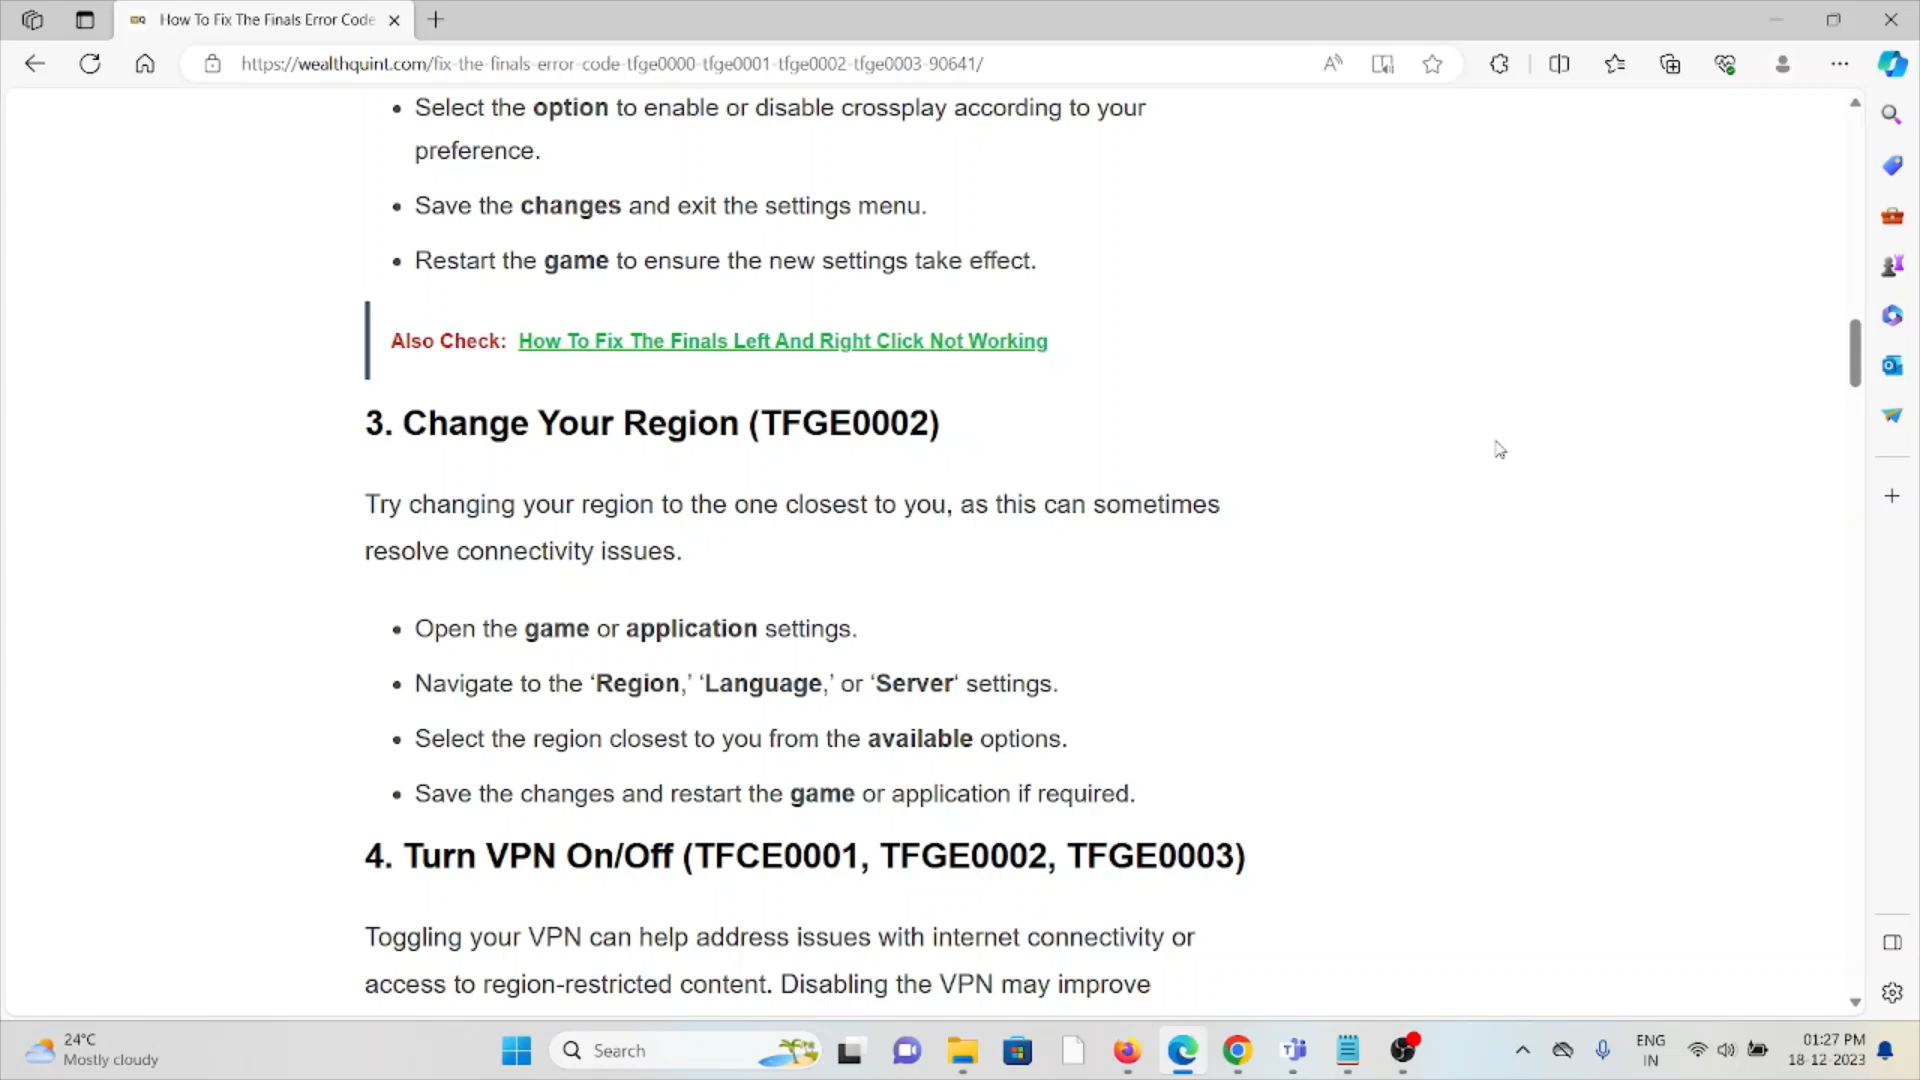 How To Fix The Finals Error Code
https://wealthquint.com/fix-the-finals-error-code-tfge0000-tfge0001-tfge0002-tfge0003-90641/
Select the option to enable or disable crossplay according to your
preference.
Save the changes and exit the settings menu.
Restart the game to ensure the new settings take effect.
Also Check: How To Fix The Finals Left And Right Click Not Working
3. Change Your Region (TFGE0002)
Try changing your region to the one closest to you, as this can sometimes
resolve connectivity issues.
Open the game or application settings.
Navigate to the ‘Region,’ ‘Language,’ or ‘Server‘ settings.
Select the region closest to you from the available options.
Save the changes and restart the game or application if required.
4. Turn VPN On/Off (TFCE0001, TFGE0002, TFGE0003)
Toggling your VPN can help address issues with internet connectivity or
access to region-restricted content. Disabling the VPN may improve
24°C
Mostly cloudy
Search
ENG
IN
01:27 PM
18-12-2023